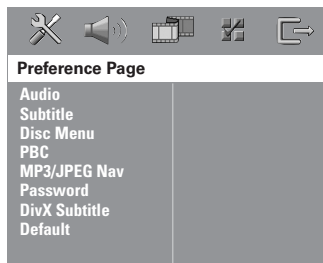 Preference Page
Audio
Subtitle
Disc Menu
PBC
MP3/JPEG Nav
Password
DivX Subtitle
Default